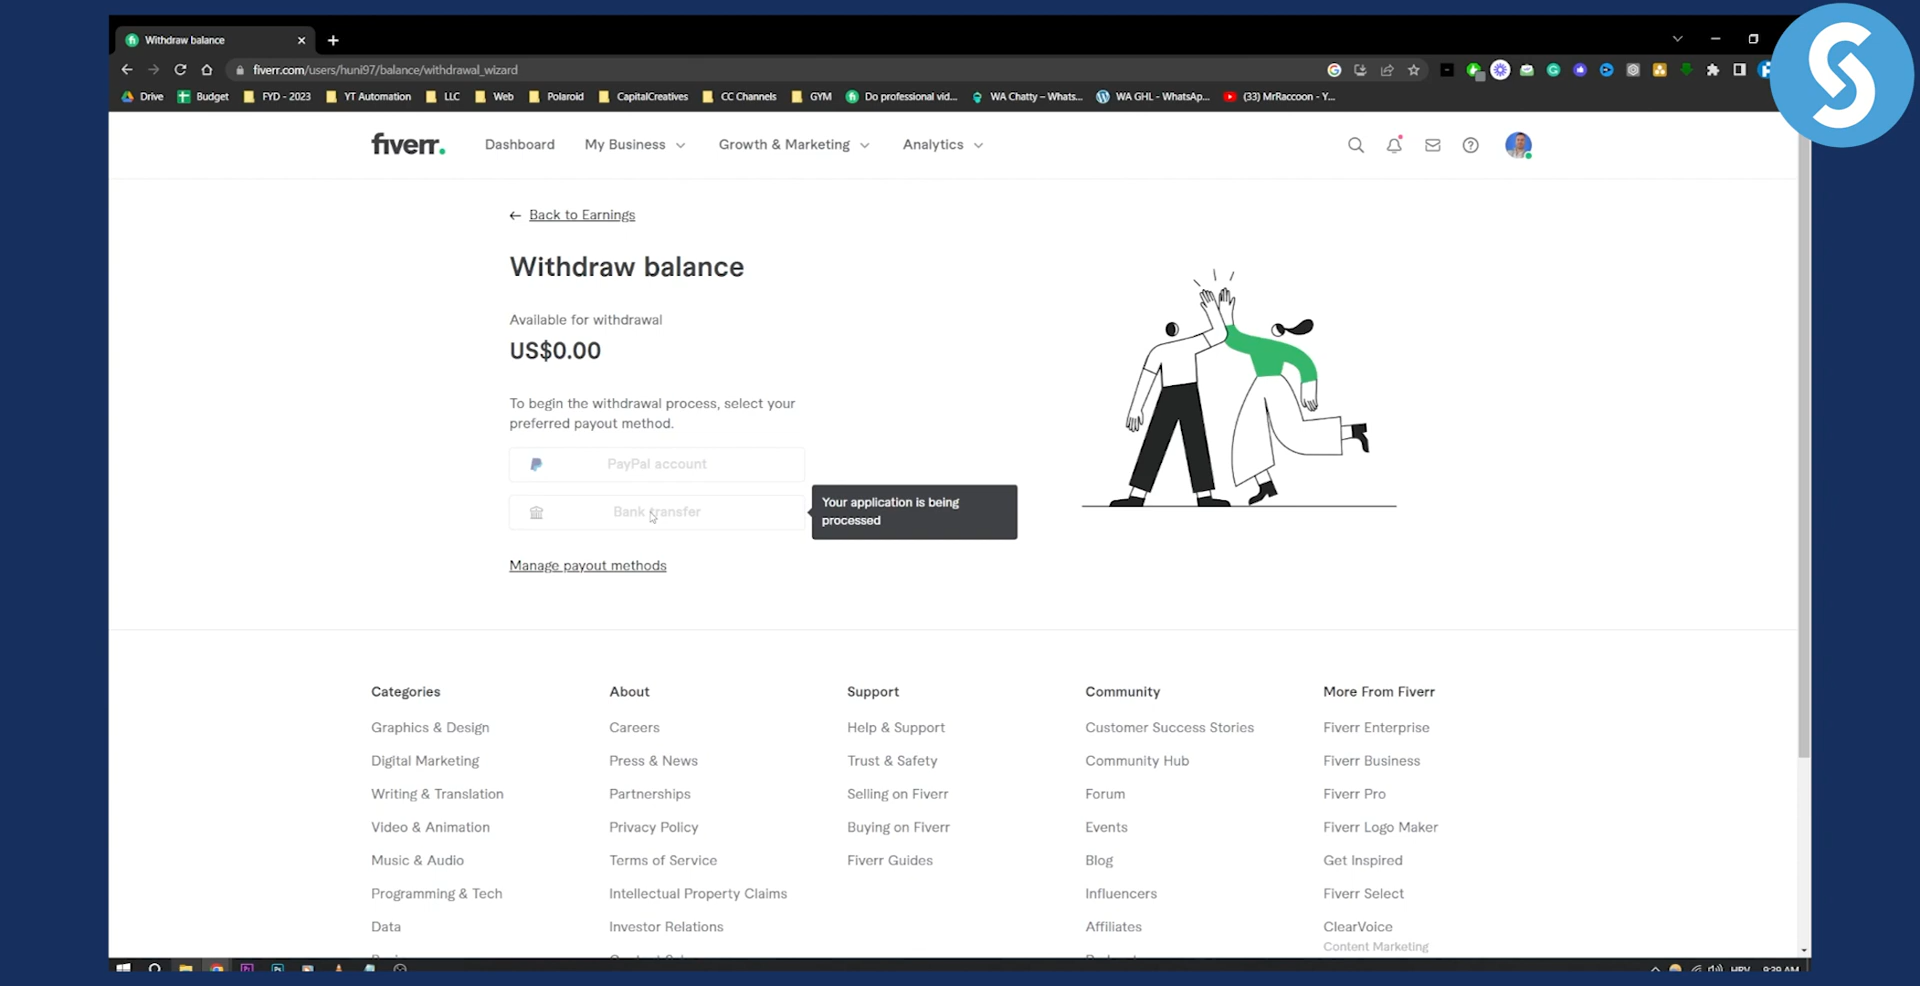 Withdraw balance
fiverr.com/users/huni97/balance/withdrawal_wizard
Drive Budget FYD - 2023 YT Automation LLC Web Polaroid CapitalCreatives CC Channels GYM Do professional vid... WA Chatty – Whats... WA GHL - WhatsAp... (33) MrRaccoon - Y...
fiverr. Dashboard My Business Growth & Marketing Analytics
Back to Earnings
Withdraw balance
Available for withdrawal
US$0.00
To begin the withdrawal process, select your
preferred payout method.
PayPal account
Bank transfer
Your application is being
processed
Manage payout methods
Categories
Graphics & Design
Digital Marketing
Writing & Translation
Video & Animation
Music & Audio
Programming & Tech
Data
About
Careers
Press & News
Partnerships
Privacy Policy
Terms of Service
Intellectual Property Claims
Investor Relations
Support
Help & Support
Trust & Safety
Selling on Fiverr
Buying on Fiverr
Fiverr Guides
Community
Customer Success Stories
Community Hub
Forum
Events
Blog
Influencers
Affiliates
More From Fiverr
Fiverr Enterprise
Fiverr Business
Fiverr Pro
Fiverr Logo Maker
Get Inspired
Fiverr Select
ClearVoice
Content Marketing
HRV 9:39 AM